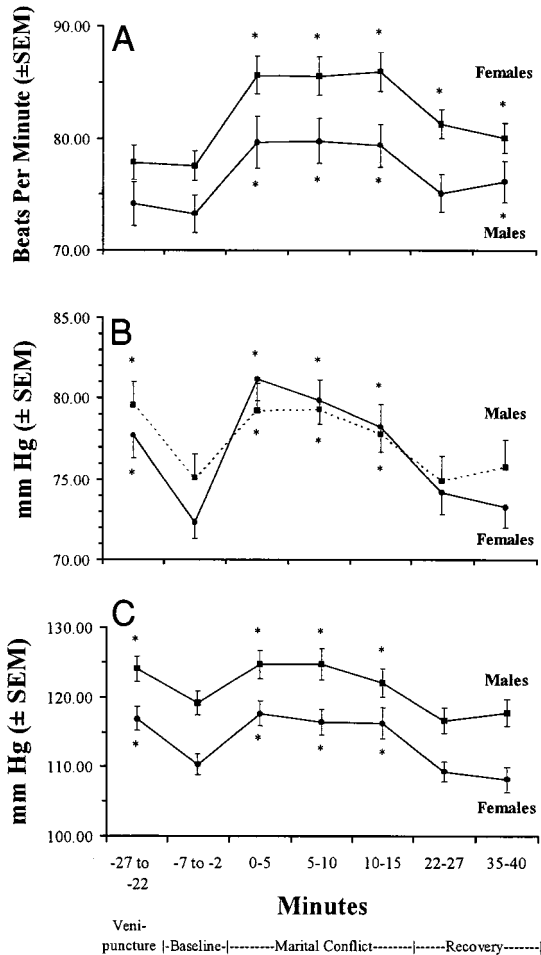 A
90.00
80.00
70.00
Beats Per Minute (±SEM)
* * * * *
Females
* * * *
Males
B
85.00
80.00
75.00
70.00
mm Hg (± SEM)
* * * *
Males
* * * *
Females
C
130.00
120.00
110.00
100.00
mm Hg (± SEM)
* * * *
Males
* * * *
Females
-27 to -7 to -2 0-5 5-10 10-15 22-27 35-40
-22
Minutes
Veni-
puncture |-Baseline-|--------Marital Conflict--------|-----Recovery-----|